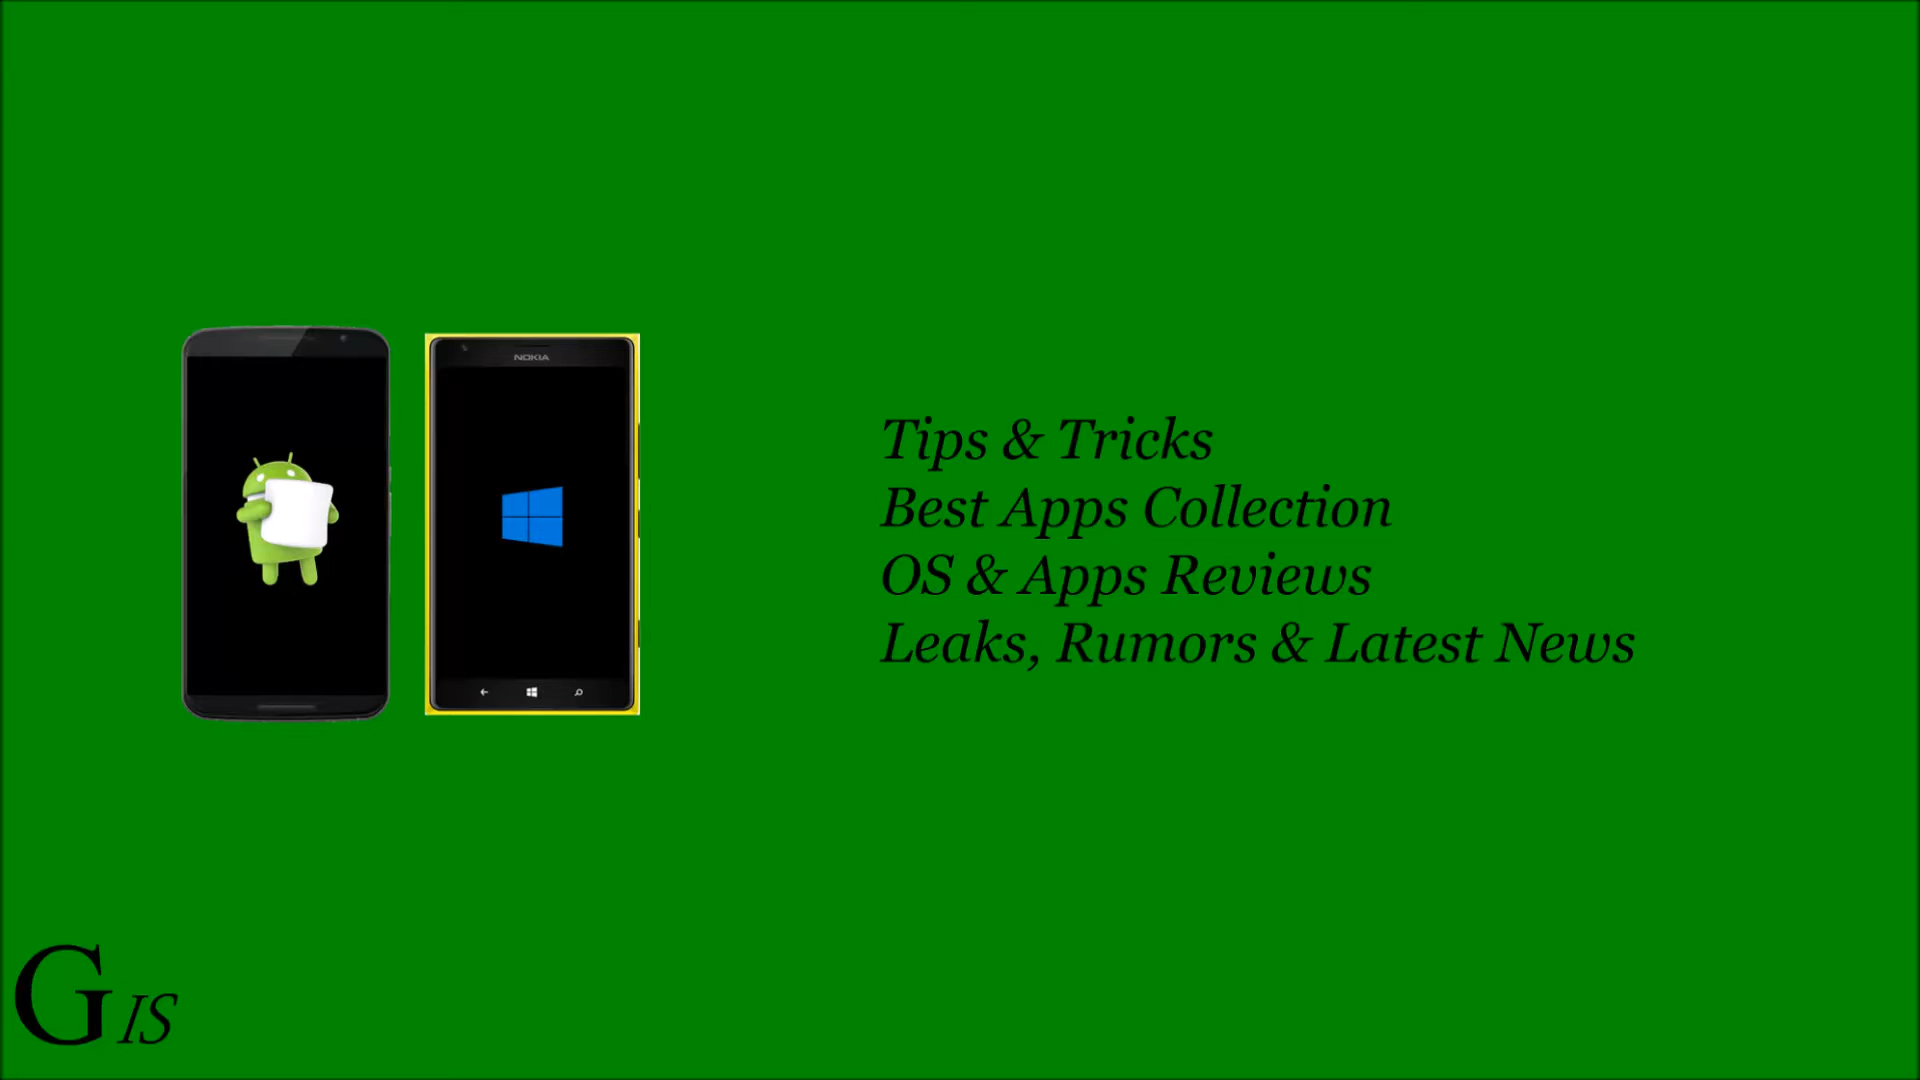 NOKIA
Tips & Tricks
Best Apps Collection
OS & Apps Reviews
Leaks, Rumors & Latest News
GIS